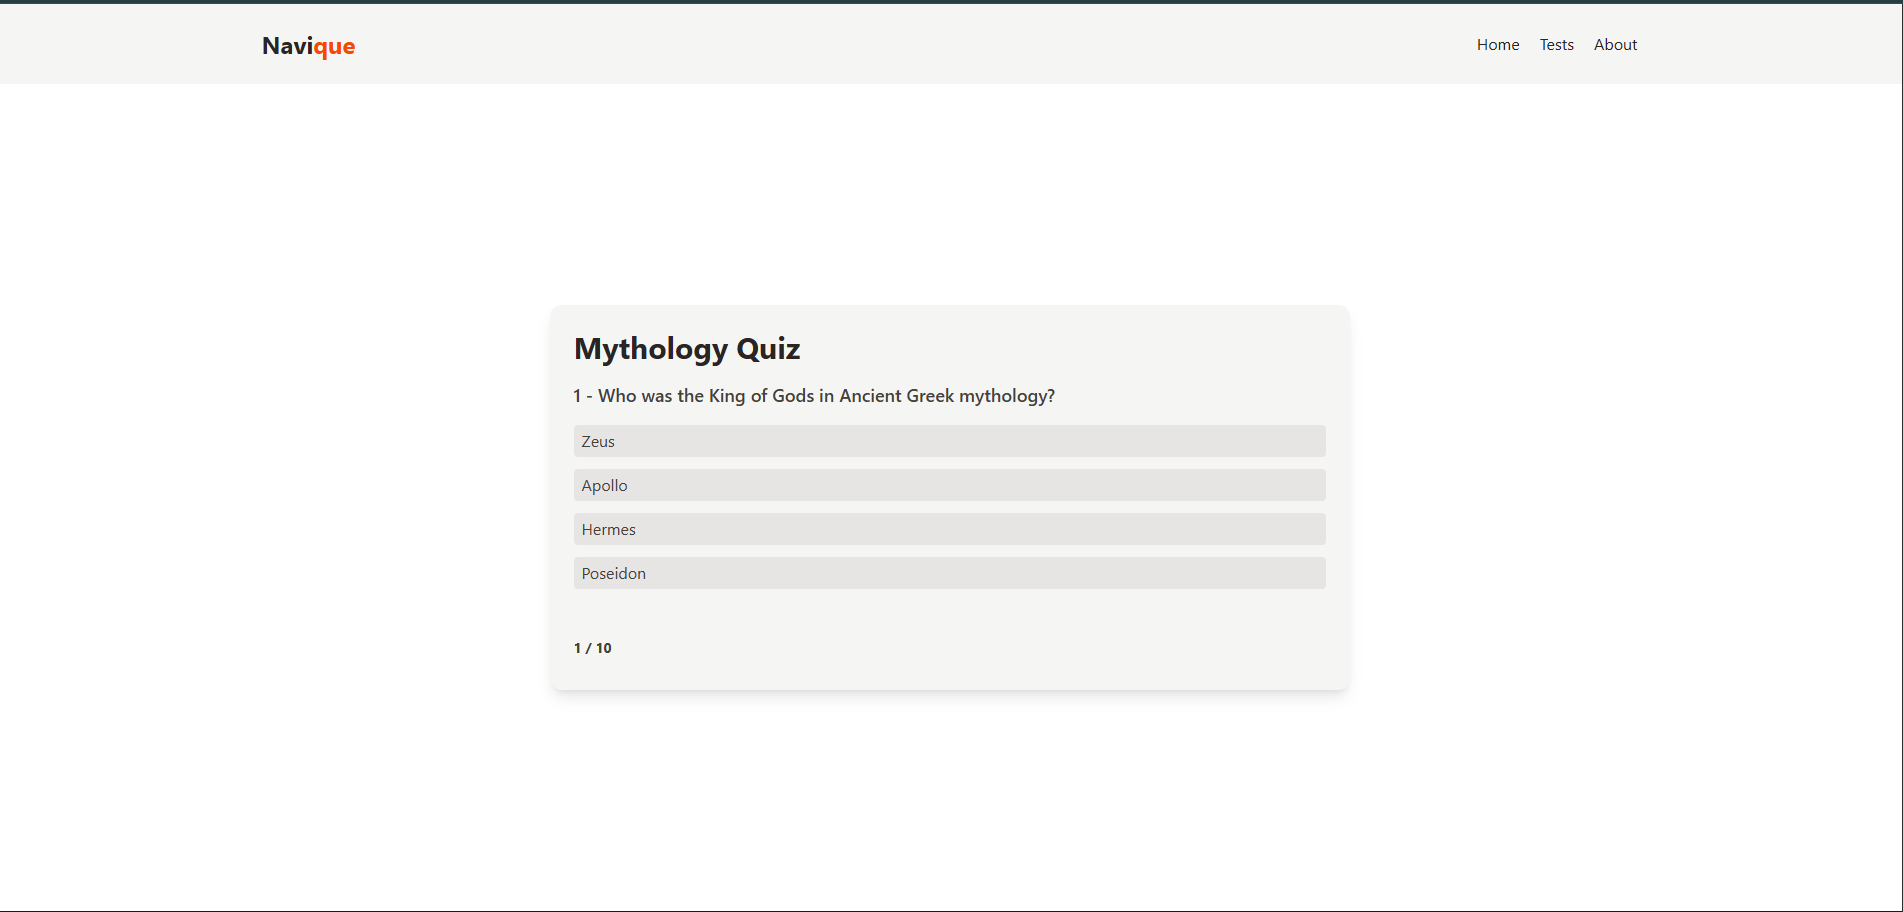 Navique
Home Tests About
Mythology Quiz
1 - Who was the King of Gods in Ancient Greek mythology?
Zeus
Apollo
Hermes
Poseidon
1 / 10